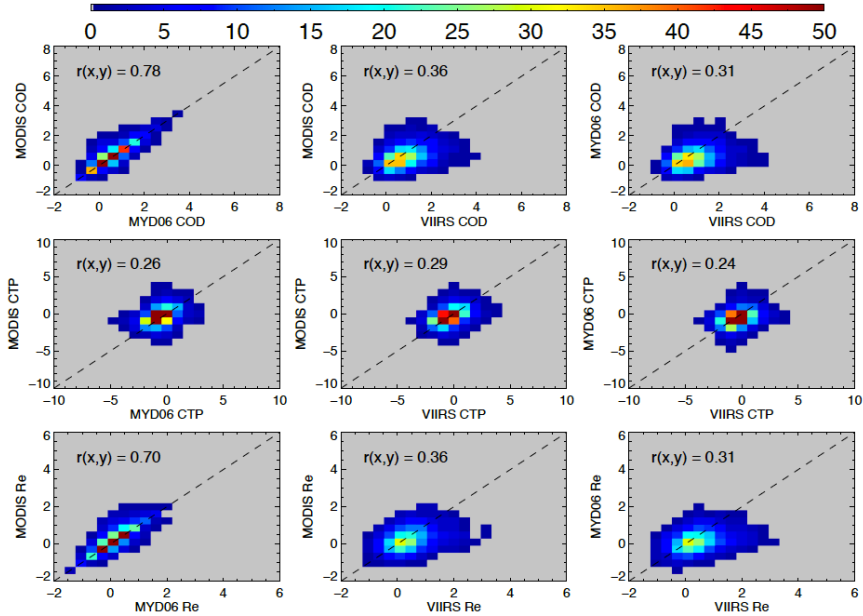 0 5 10 15 20 25 30 35 40 45 50
r(x,y) = 0.78
MODIS COD
8
6
4
2
0
−2
−2 0 2 4 6 8
MYD06 COD
r(x,y) = 0.36
MODIS COD
8
6
4
2
0
−2
−2 0 2 4 6 8
VIIRS COD
r(x,y) = 0.31
MYD06 COD
8
6
4
2
0
−2
−2 0 2 4 6 8
VIIRS COD
r(x,y) = 0.26
MODIS CTP
10
5
0
−5
−10
−10 −5 0 5 10
MYD06 CTP
r(x,y) = 0.29
MODIS CTP
10
5
0
−5
−10
−10 −5 0 5 10
VIIRS CTP
r(x,y) = 0.24
MYD06 CTP
10
5
0
−5
−10
−10 −5 0 5 10
VIIRS CTP
r(x,y) = 0.70
MODIS Re
6
4
2
0
−2
−2 0 2 4 6
MYD06 Re
r(x,y) = 0.36
MODIS Re
6
4
2
0
−2
−2 0 2 4 6
VIIRS Re
r(x,y) = 0.31
MYD06 Re
6
4
2
0
−2
−2 0 2 4 6
VIIRS Re